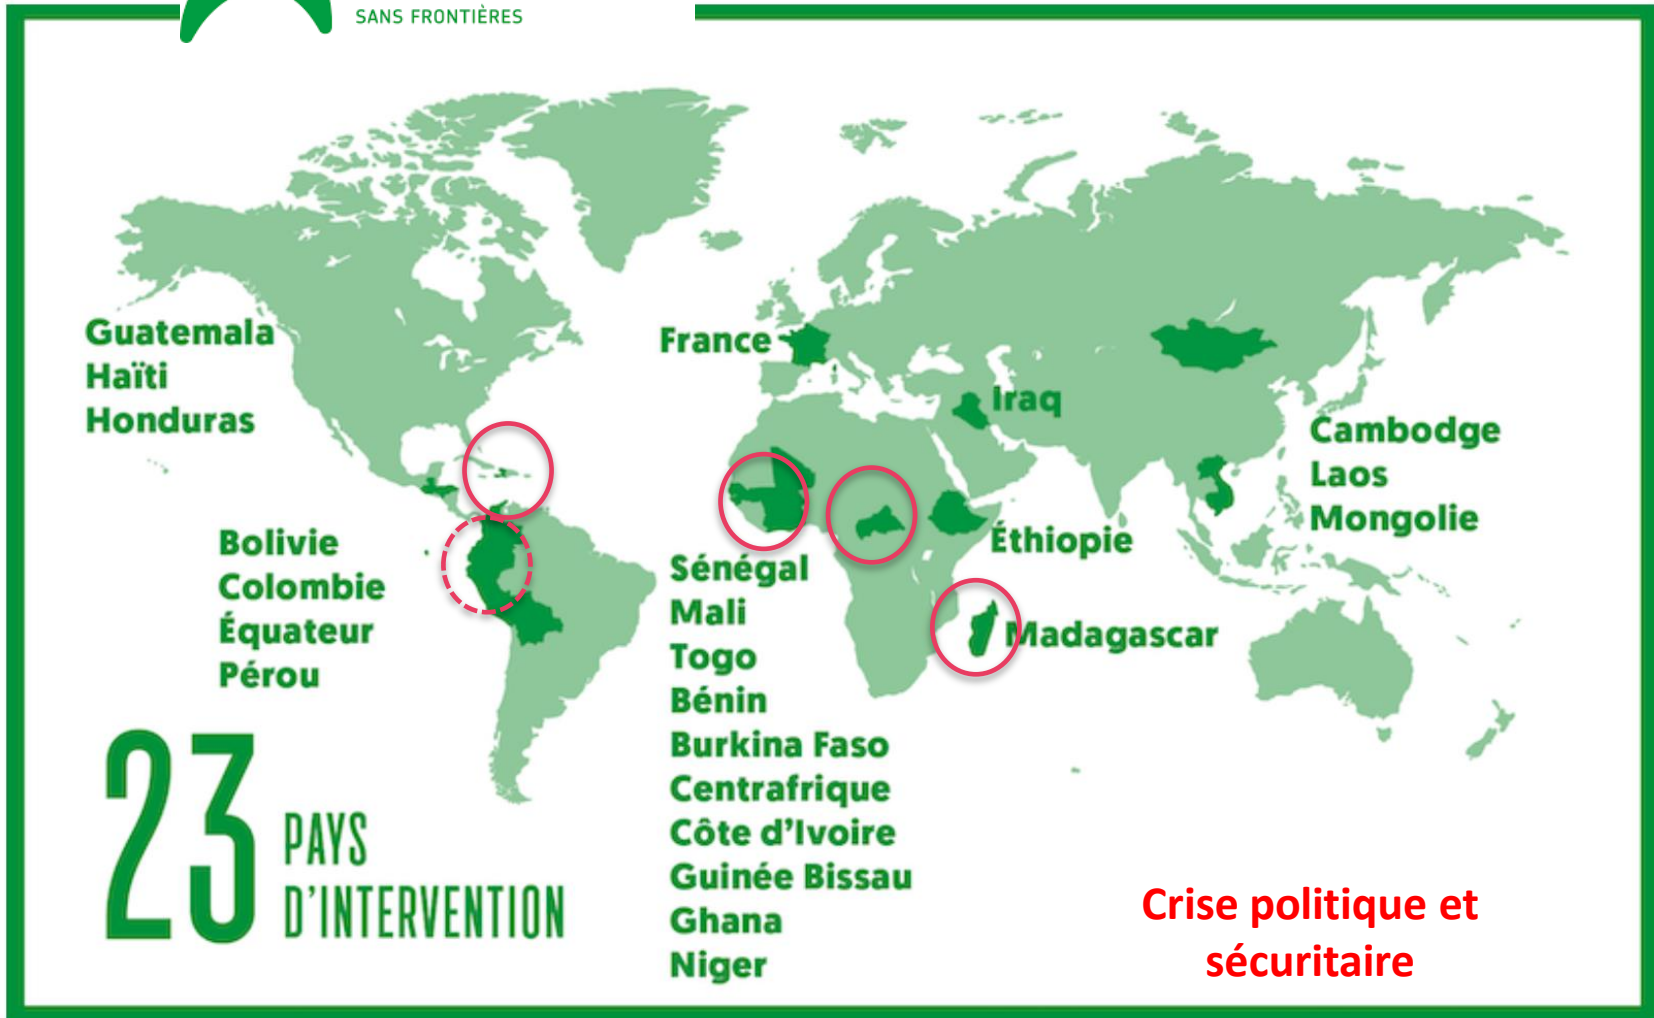 SANS FRONTIÈRES
Guatemala
Haïti
Honduras
France
Iraq
Cambodge
Laos
Mongolie
Bolivie
Colombie
Équateur
Pérou
Éthiopie
Madagascar
Sénégal
Mali
Togo
Bénin
Burkina Faso
Centrafrique
Côte d’Ivoire
Guinée Bissau
Ghana
Niger
23 PAYS
D’INTERVENTION
Crise politique et
sécuritaire